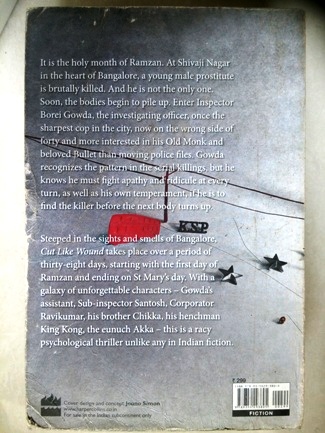 It is the holy month of Ramzan. At Shivaji Nagar
in the heart of Bangalore, a young male prostitute
is brutally killed. And he is not the only one.
Soon, the bodies begin to pile up. Enter Inspector
Borei Gowda, the investigating officer, once the
sharpest cop in the city, now on the wrong side of
forty and more interested in his Old Monk and
beloved Bullet than moving police files. Gowda
recognizes the pattern in the serial killings, but he
knows he must fight apathy and ridicule at every
turn, as well as his own temperament, if he is to
find the killer before the next body turns up.
KSP
Steeped in the sights and smells of Bangalore,
Cut Like Wound takes place over a period of
thirty-eight days, starting with the first day of
Ramzan and ending on St Mary's day. With a
galaxy of unforgettable characters – Gowda's
assistant, Sub-inspector Santosh, Corporator
Ravikumar, his brother Chikka, his henchman
King Kong, the eunuch Akka – this is a racy
psychological thriller unlike any in Indian fiction.
₹ 299
Cover design and concept
For sale in the Indian subcontinent only
FICTION